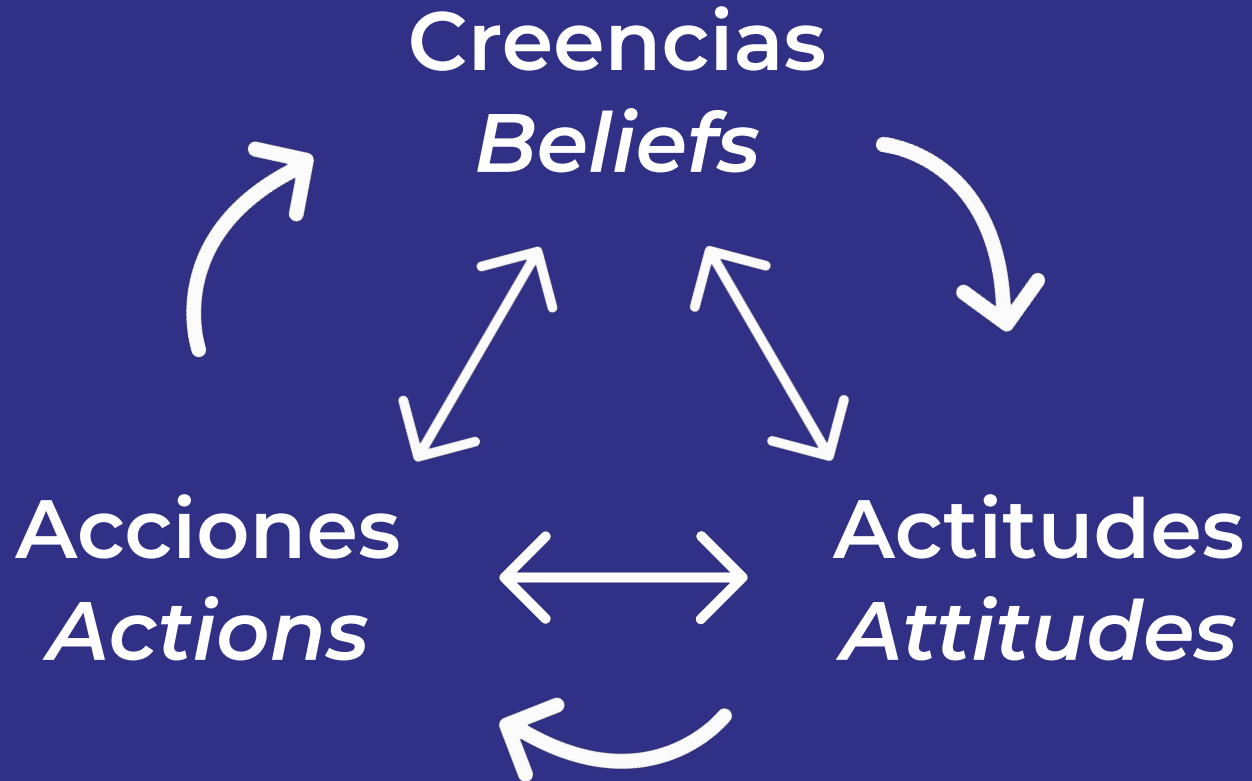 Creencias
Beliefs
Acciones
Actions
Actitudes
Attitudes